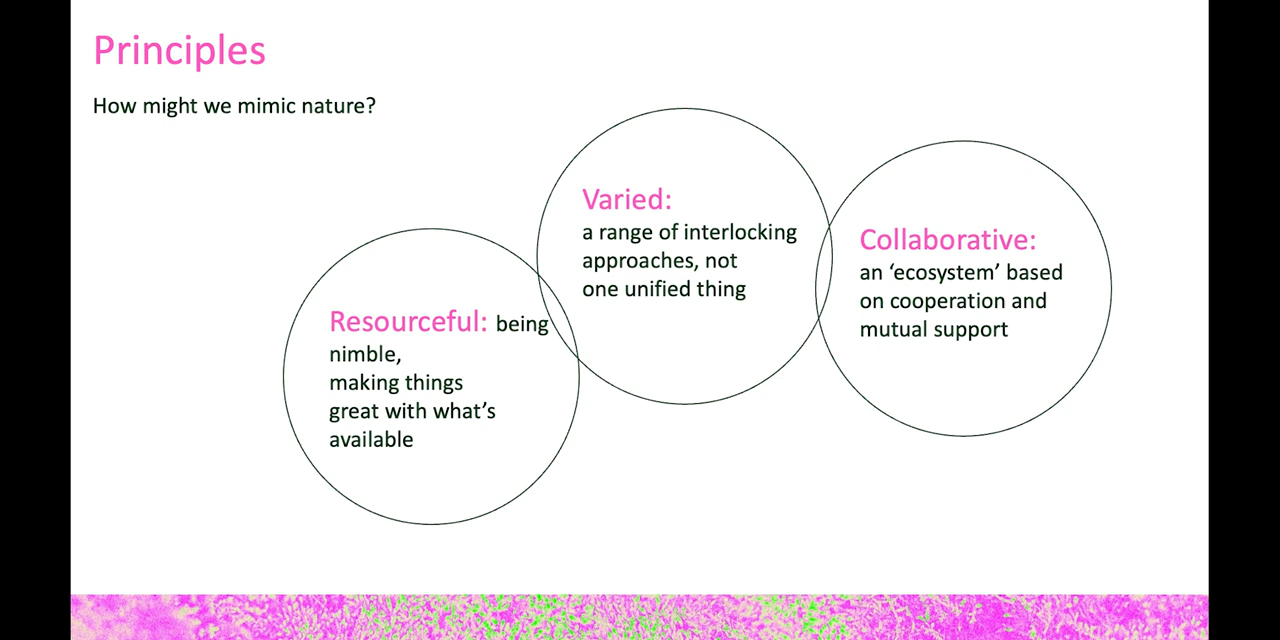 Principles
How might we mimic nature?
Resourceful: being
nimble,
making things
great with what’s
available
Varied:
a range of interlocking
approaches, not
one unified thing
Collaborative:
an ‘ecosystem’ based
on cooperation and
mutual support